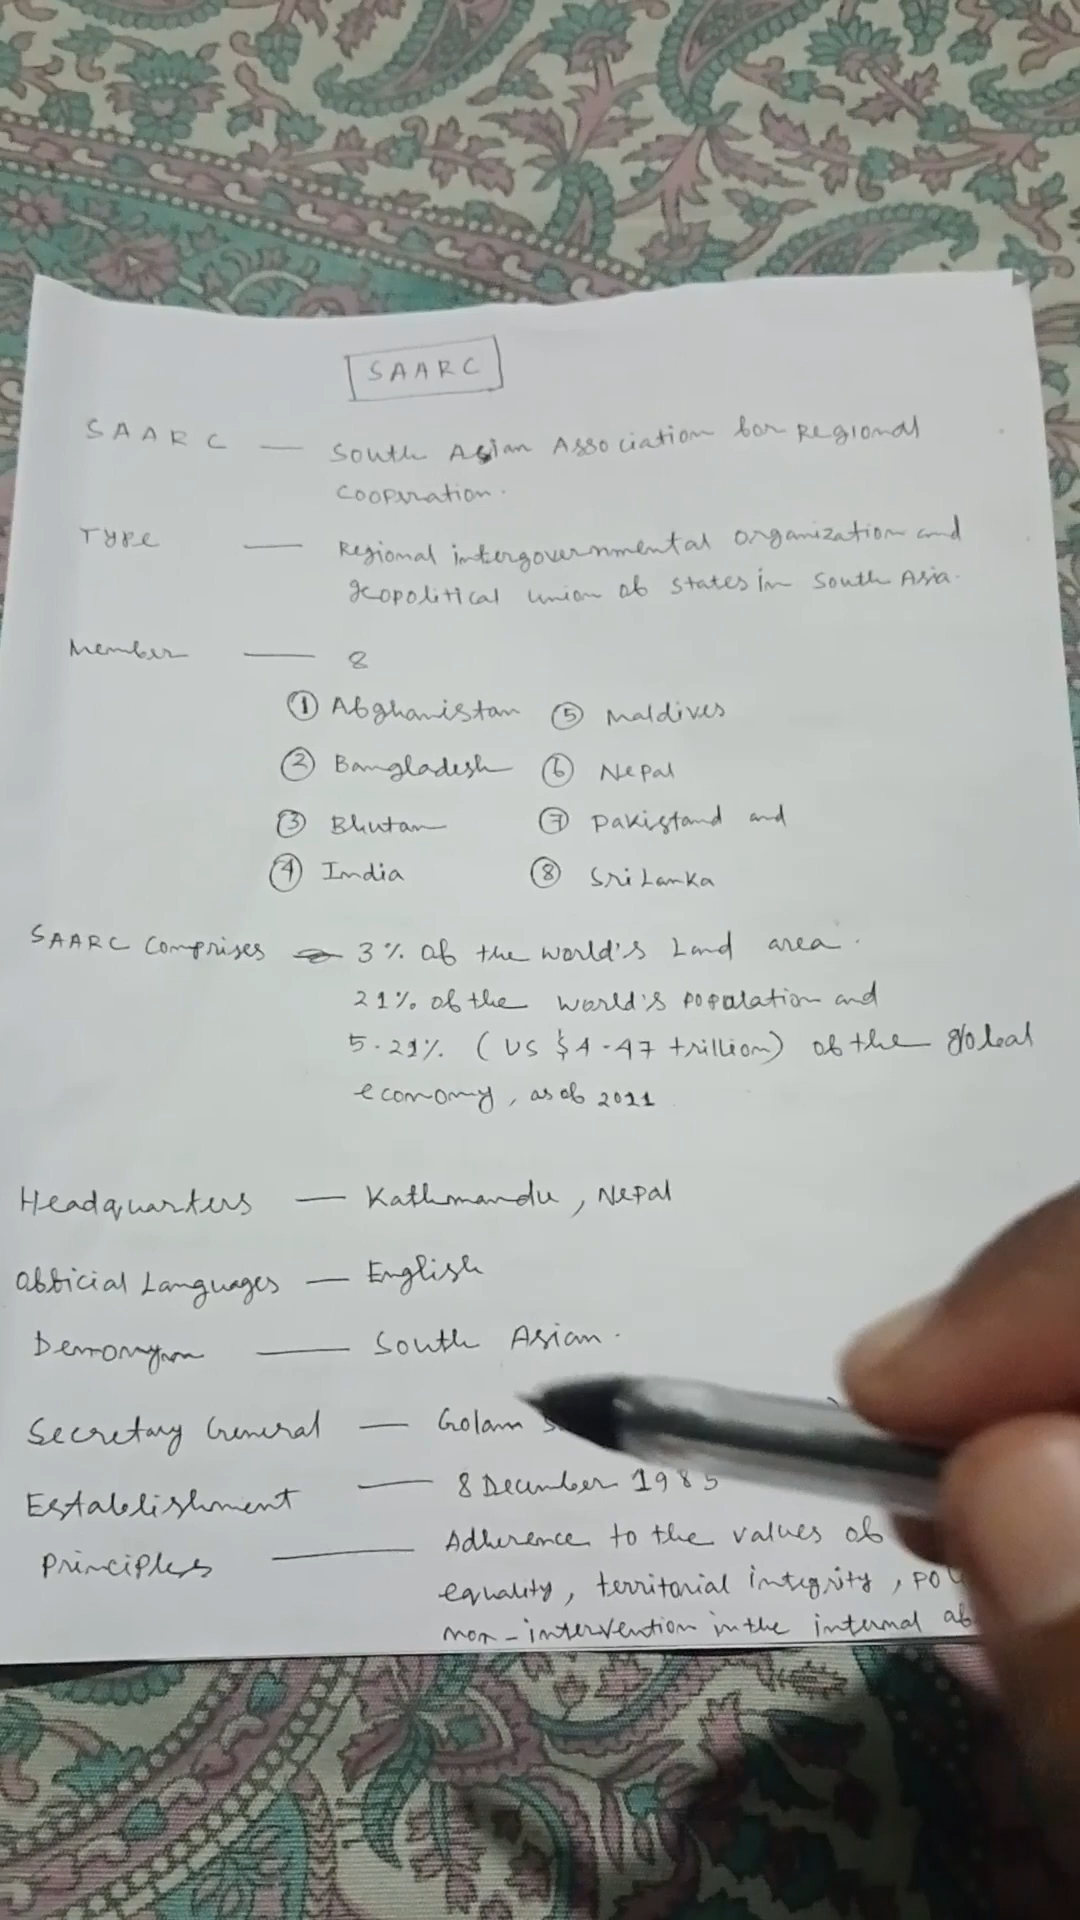 SAARC
SAARC — South Asian Association for Regional
Cooperation.
Type — Regional intergovernmental organization and
geopolitical union of states in South Asia.
Member — 8
① Afghanistan ⑤ Maldives
② Bangladesh ⑥ Nepal
③ Bhutan ⑦ Pakistand and
④ India ⑧ Sri Lanka
SAARC Comprises — 3% of the world's Land area.
21% of the world's population and
5.21% (US $4.47 trillion) of the global
economy, as of 2021
Headquarters — Kathmandu, Nepal
Official Languages — English
Demonym — South Asian.
Secretary General — Golam
Establishment — 8 December 1985
Principles — Adherence to the values of
equality, territorial integrity,
non-intervention in the internal